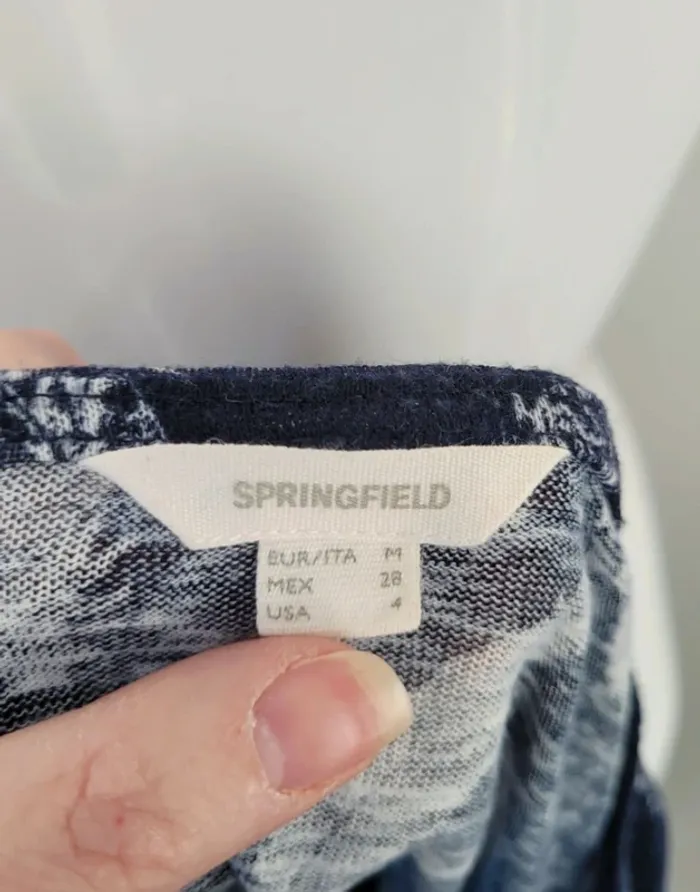 SPRINGFIELD
EUR/ITA M
MEX 28
USA 4